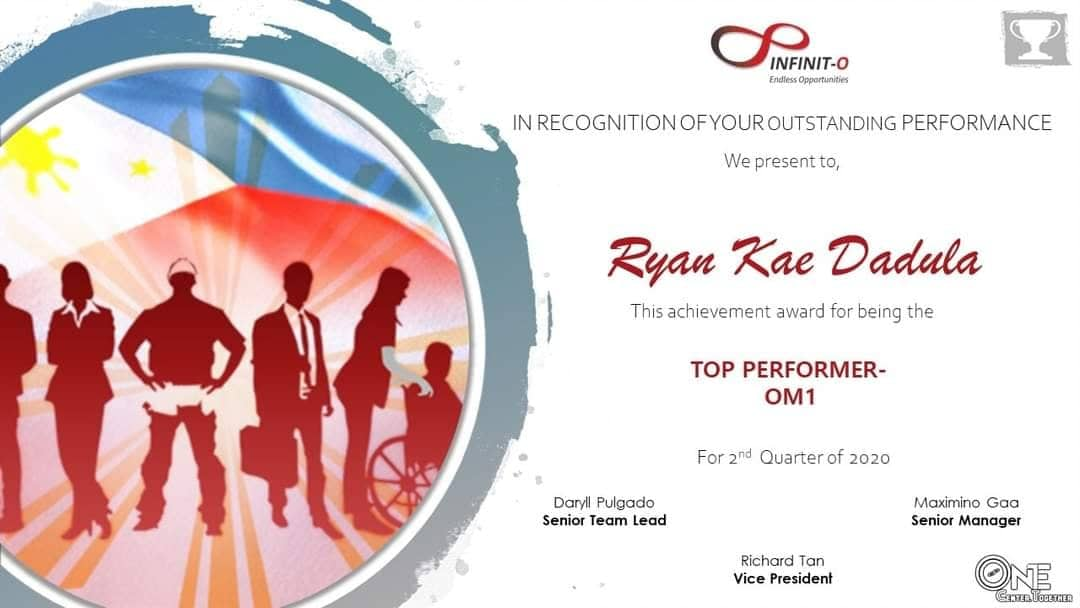 INFINIT-O
Endless Opportunities
IN RECOGNITION OF YOUR OUTSTANDING PERFORMANCE
We present to,
Ryan Kae Dadula
This achievement award for being the
TOP PERFORMER-
OM1
For 2nd Quarter of 2020
Daryll Pulgado
Senior Team Lead
Maximino Gaa
Senior Manager
Richard Tan
Vice President
ONE
CENTER.TOGETHER